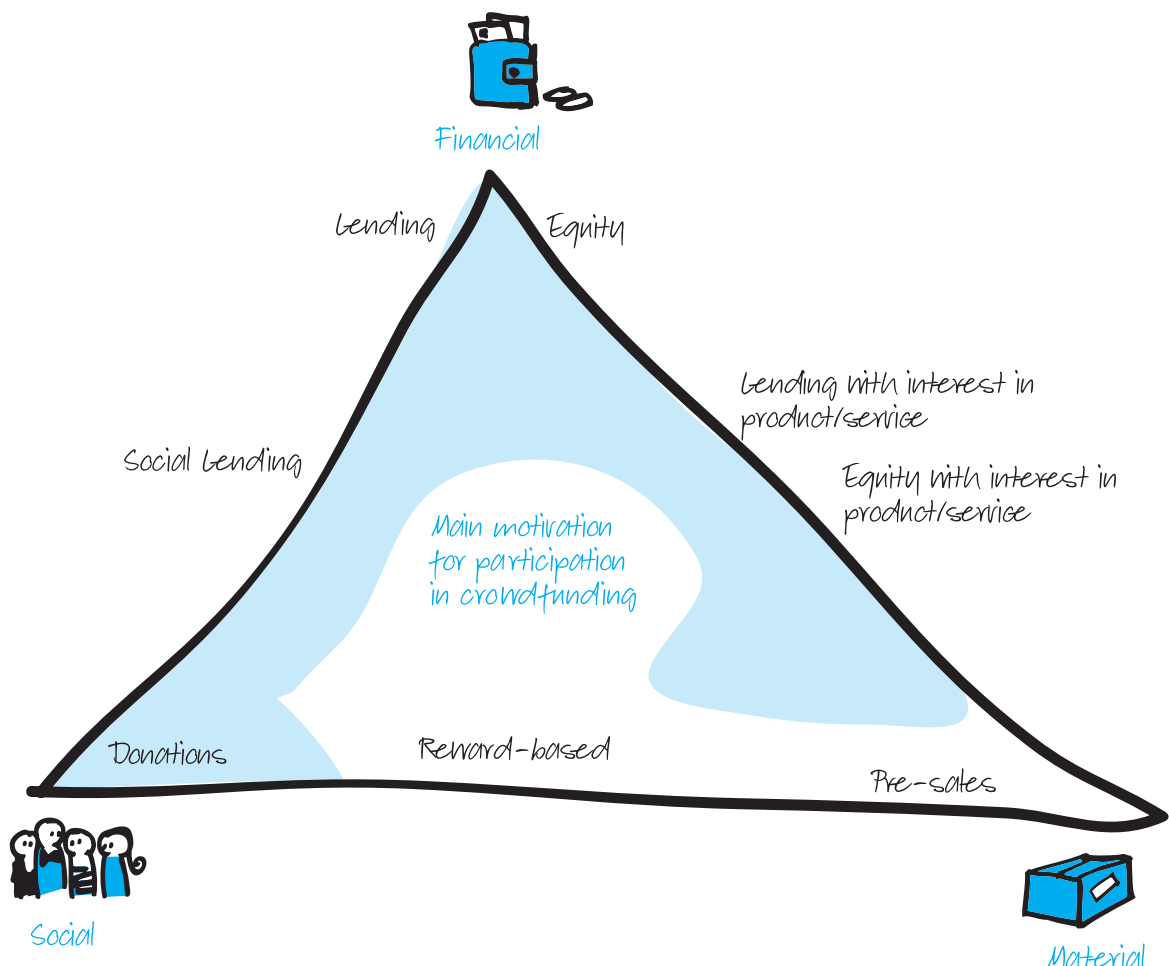 Financial
Lending
Equity
Lending with interest in
product/service
Social Lending
Equity with interest in
product/service
Main motivation
for participation
in crowdfunding
Donations
Reward-based
Pre-sales
Social
Material